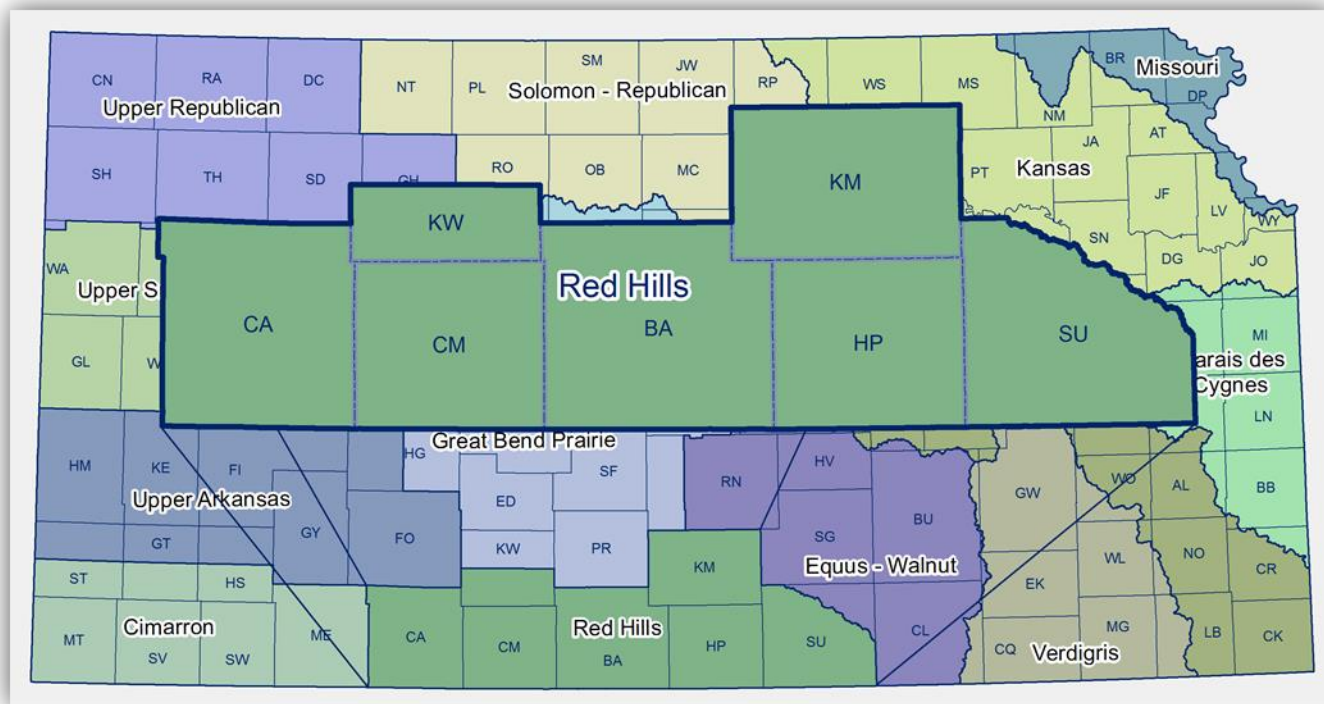 CN
RA
DC
Upper Republican
NT
PL
SM
JW
RP
Solomon - Republican
WS
MS
NM
BR
Missouri
DP
SH
TH
SD
GH
RO
OB
MC
KM
PT
JA
AT
Kansas
JF
LV
WY
KW
SN
DG
JO
WA
Upper S
Red Hills
CA
CM
BA
HP
SU
MI
GL
W
arais des
Cygnes
LN
HM
KE
FI
Upper Arkansas
HG
Great Bend Prairie
SF
RN
HV
GW
WO
AL
BB
GT
GY
FO
ED
KW
PR
SG
BU
Equus - Walnut
WL
NO
CR
ST
HS
KM
EK
MT
Cimarron
SV
SW
ME
CA
CM
Red Hills
BA
HP
SU
CL
CQ
MG
Verdigris
LB
CK